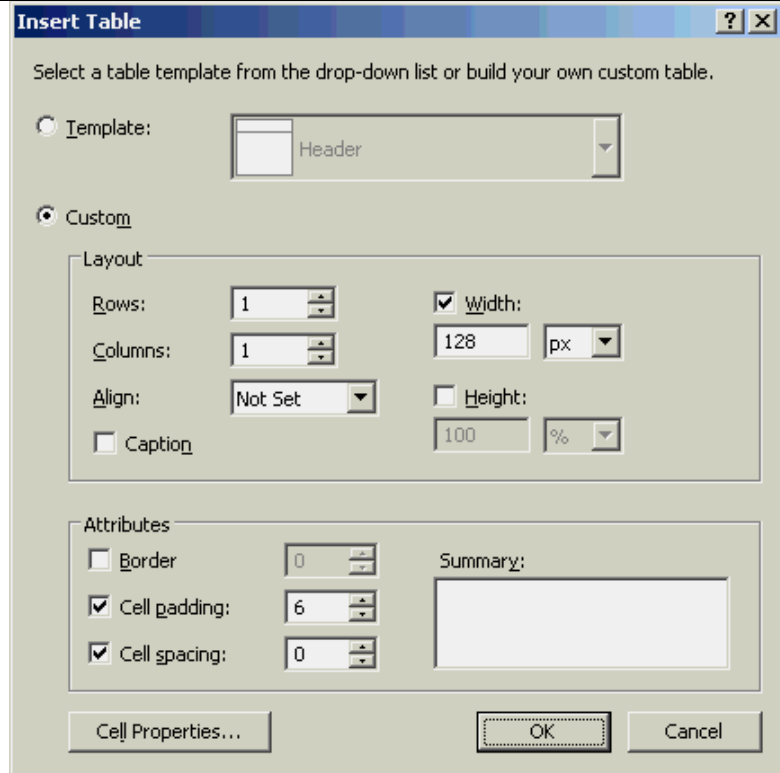 Insert Table
Select a table template from the drop-down list or build your own custom table.
Template:
Header
Custom
Layout
Rows: 1
Width:
128 px
Columns: 1
Align: Not Set
Height:
100 %
Caption
Attributes
Border 0
Summary:
Cell padding: 6
Cell spacing: 0
Cell Properties... OK Cancel